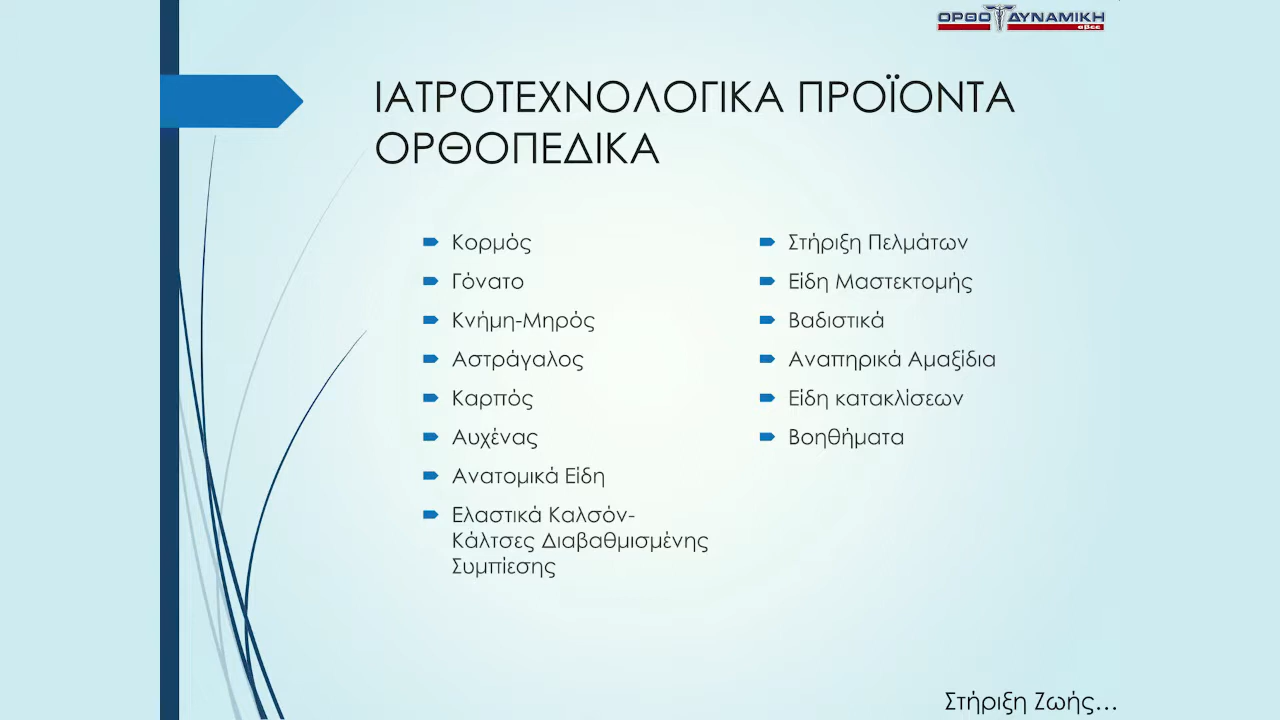 ΟΡΘΟ ΔΥΝΑΜΙΚΗ
αβεε
ΙΑΤΡΟΤΕΧΝΟΛΟΓΙΚΑ ΠΡΟΪΟΝΤΑ
ΟΡΘΟΠΕΔΙΚΑ
Κορμός
Γόνατο
Κνήμη-Μηρός
Αστράγαλος
Καρπός
Αυχένας
Ανατομικά Είδη
Ελαστικά Καλσόν-
Κάλτσες Διαβαθμισμένης
Συμπίεσης
Στήριξη Πελμάτων
Είδη Μαστεκτομής
Βαδιστικά
Αναπηρικά Αμαξίδια
Είδη κατακλίσεων
Βοηθήματα
Στήριξη Ζωής...